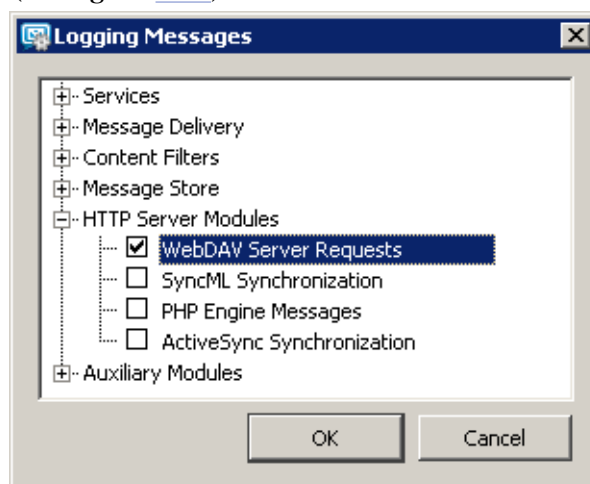 Logging Messages
Services
Message Delivery
Content Filters
Message Store
HTTP Server Modules
WebDAV Server Requests
SyncML Synchronization
PHP Engine Messages
ActiveSync Synchronization
Auxiliary Modules
OK Cancel